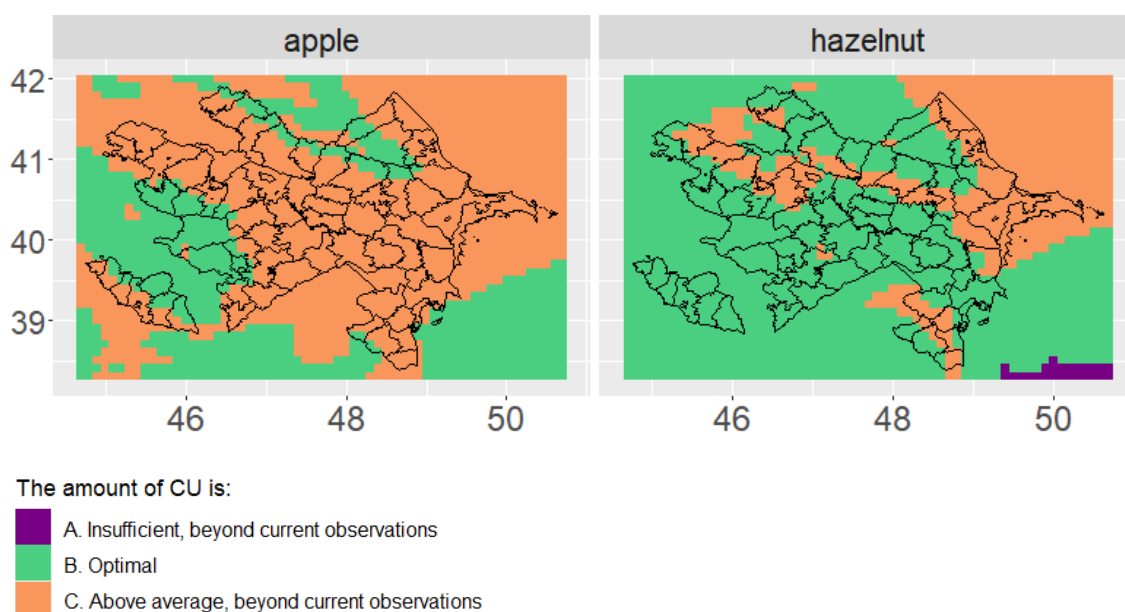 apple
hazelnut
42
41
40
39
46 48 50
46 48 50
The amount of CU is:
A. Insufficient, beyond current observations
B. Optimal
C. Above average, beyond current observations